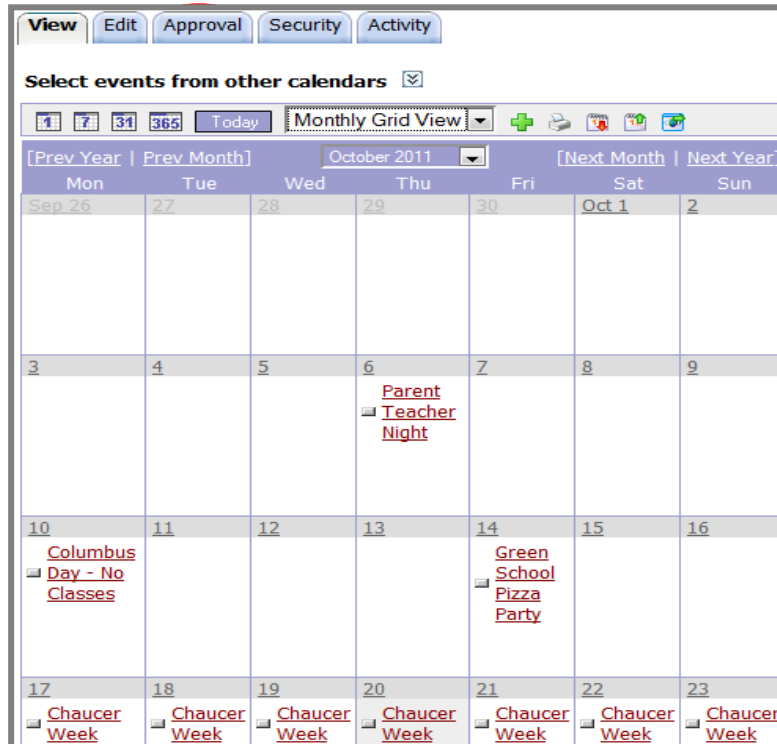 View Edit Approval Security Activity
Select events from other calendars
1 7 31 365 Today Monthly Grid View
[Prev Year | Prev Month] October 2011 [Next Month | Next Year]
Mon Tue Wed Thu Fri Sat Sun
Sep 26 27 28 29 30 Oct 1 2
3 4 5 6 7 8 9
Parent
Teacher
Night
10 11 12 13 14 15 16
Columbus Green
Day - No School
Classes Pizza
Party
17 18 19 20 21 22 23
Chaucer Chaucer Chaucer Chaucer Chaucer Chaucer Chaucer
Week Week Week Week Week Week Week